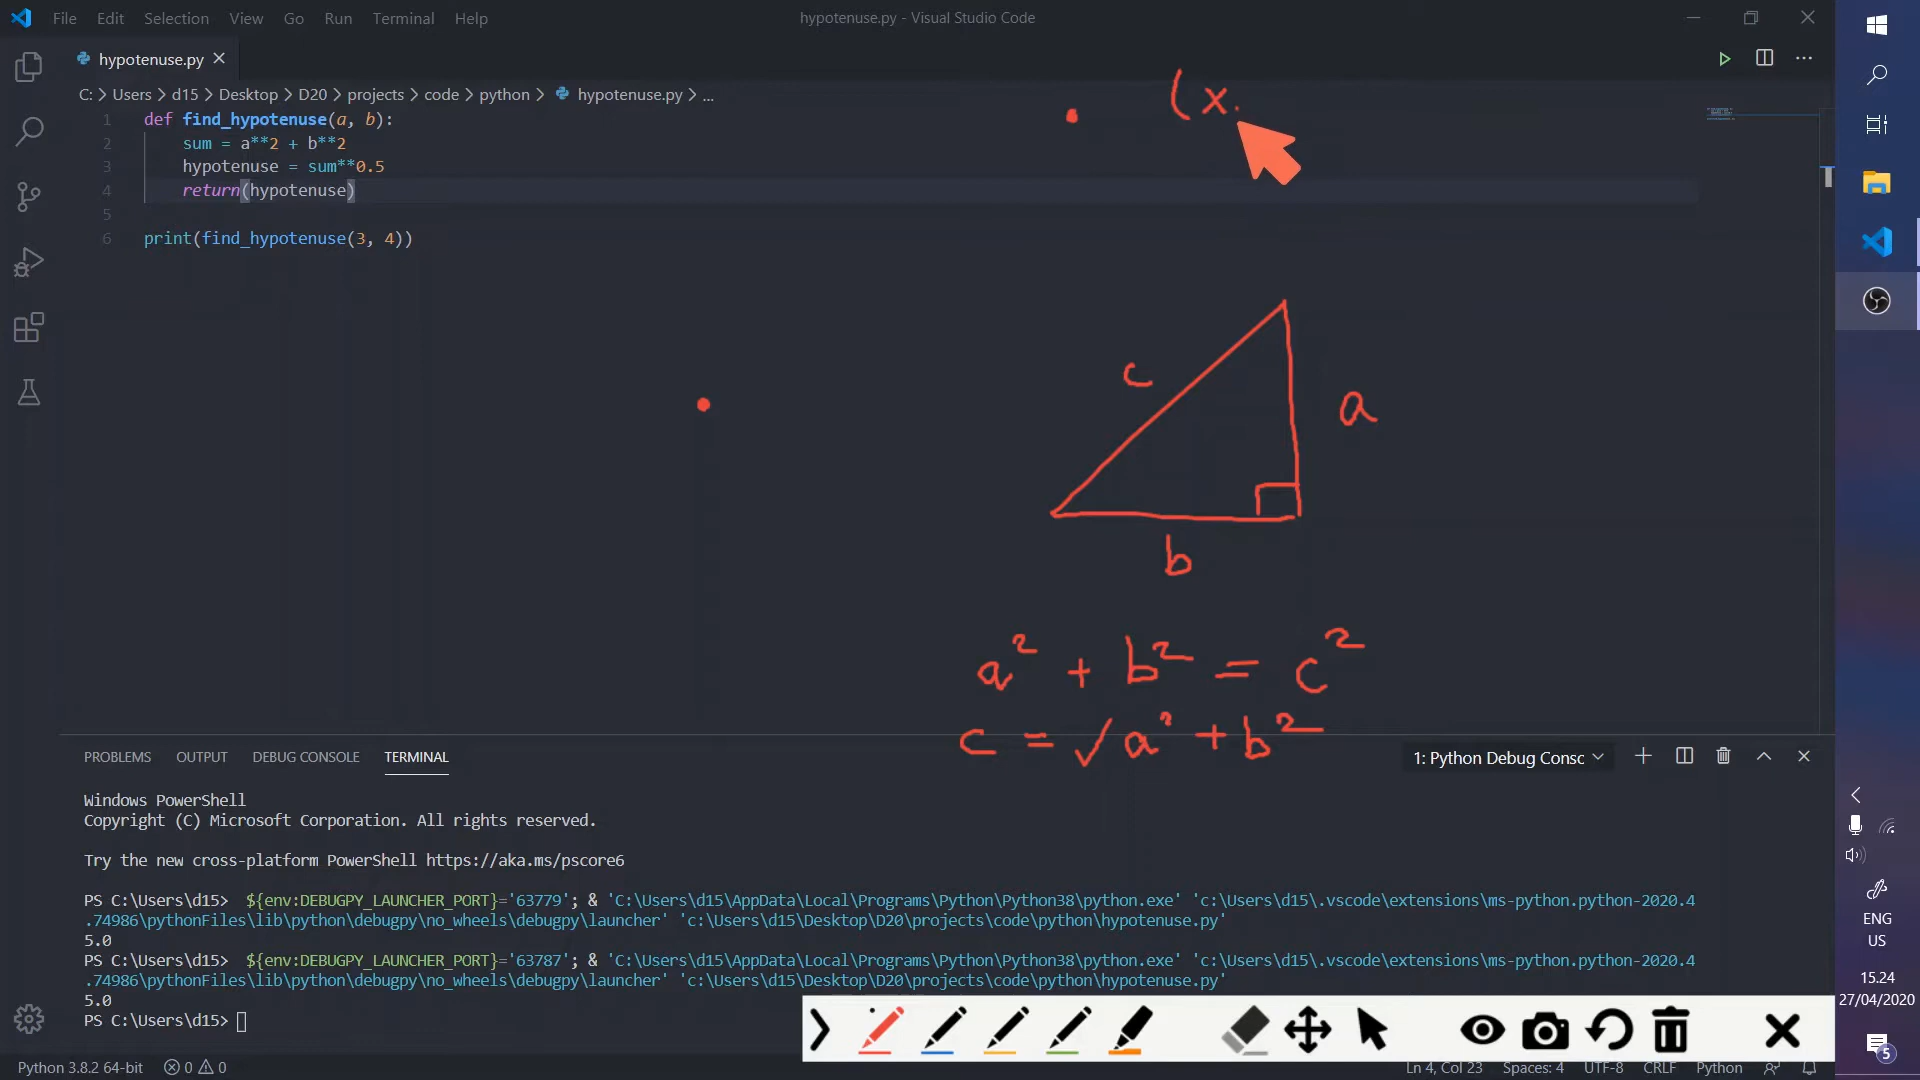 File Edit Selection View Go Run Terminal Help
hypotenuse.py - Visual Studio Code
hypotenuse.py
C: > Users > d15 > Desktop > D20 > projects > code > python > hypotenuse.py > ...
1 def find_hypotenuse(a, b):
2 sum = a**2 + b**2
3 hypotenuse = sum**0.5
4 return(hypotenuse)
5
6 print(find_hypotenuse(3, 4))
(x.
c
a
b
a² + b² = c²
c = √a² + b²
PROBLEMS OUTPUT DEBUG CONSOLE TERMINAL
1: Python Debug Consc
Windows PowerShell
Copyright (C) Microsoft Corporation. All rights reserved.
Try the new cross-platform PowerShell https://aka.ms/pscore6
PS C:\Users\d15> ${env:DEBUGPY_LAUNCHER_PORT}='63779'; & 'C:\Users\d15\AppData\Local\Programs\Python\Python38\python.exe' 'c:\Users\d15\.vscode\extensions\ms-python.python-2020.4
.74986\pythonFiles\lib\python\debugpy\no_wheels\debugpy\launcher' 'c:\Users\d15\Desktop\D20\projects\code\python\hypotenuse.py'
5.0
PS C:\Users\d15> ${env:DEBUGPY_LAUNCHER_PORT}='63787'; & 'C:\Users\d15\AppData\Local\Programs\Python\Python38\python.exe' 'c:\Users\d15\.vscode\extensions\ms-python.python-2020.4
.74986\pythonFiles\lib\python\debugpy\no_wheels\debugpy\launcher' 'c:\Users\d15\Desktop\D20\projects\code\python\hypotenuse.py'
5.0
PS C:\Users\d15>
Python 3.8.2 64-bit 0 0
Ln 4, Col 23 Spaces: 4 UTF-8 CRLF Python
ENG
US
15.24
27/04/2020
5